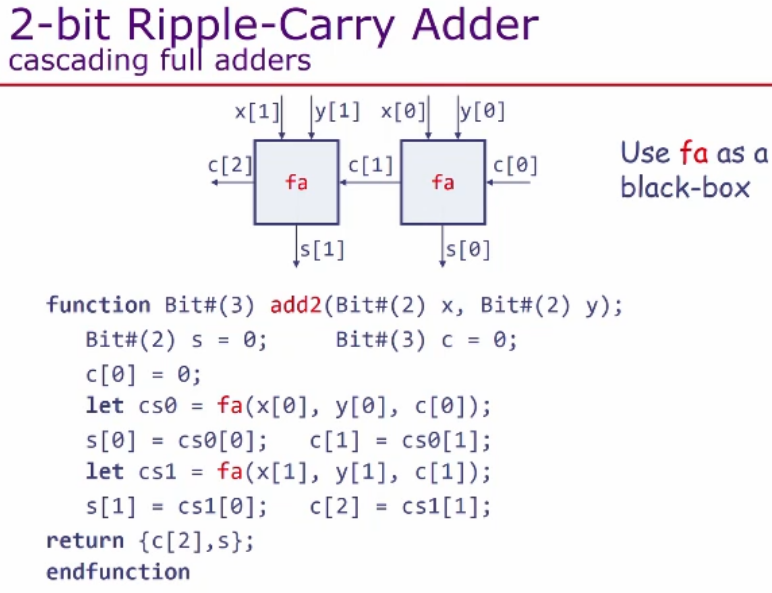 2-bit Ripple-Carry Adder
cascading full adders
x[1] y[1] x[0] y[0]
c[2] fa c[1] fa c[0]
s[1] s[0]
Use fa as a
black-box
function Bit#(3) add2(Bit#(2) x, Bit#(2) y);
Bit#(2) s = 0; Bit#(3) c = 0;
c[0] = 0;
let cs0 = fa(x[0], y[0], c[0]);
s[0] = cs0[0]; c[1] = cs0[1];
let cs1 = fa(x[1], y[1], c[1]);
s[1] = cs1[0]; c[2] = cs1[1];
return {c[2],s};
endfunction